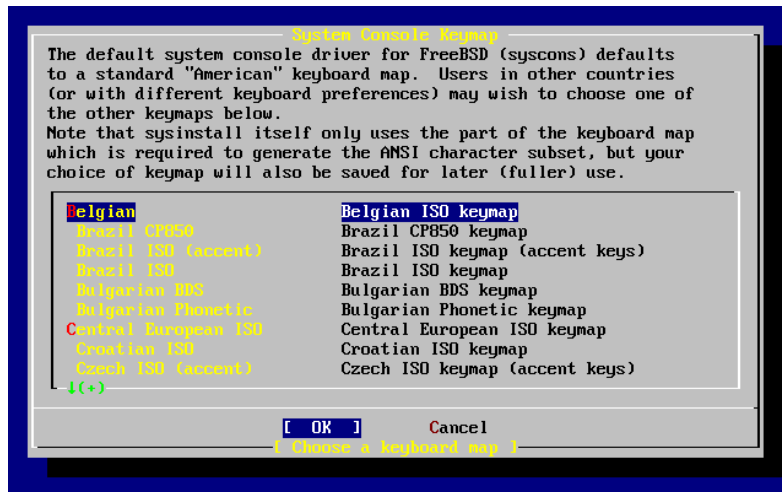 System Console Keymap
The default system console driver for FreeBSD (syscons) defaults
to a standard "American" keyboard map.  Users in other countries
(or with different keyboard preferences) may wish to choose one of
the other keymaps below.
Note that sysinstall itself only uses the part of the keyboard map
which is required to generate the ANSI character subset, but your
choice of keymap will also be saved for later (fuller) use.
Belgian Belgian ISO keymap
Brazil CP850 Brazil CP850 keymap
Brazil ISO (accent) Brazil ISO keymap (accent keys)
Brazil ISO Brazil ISO keymap
Bulgarian BDS Bulgarian BDS keymap
Bulgarian Phonetic Bulgarian Phonetic keymap
Central European ISO Central European ISO keymap
Croatian ISO Croatian ISO keymap
Czech ISO (accent) Czech ISO keymap (accent keys)
↓(+)
[ OK ] Cancel
[ Choose a keyboard map ]